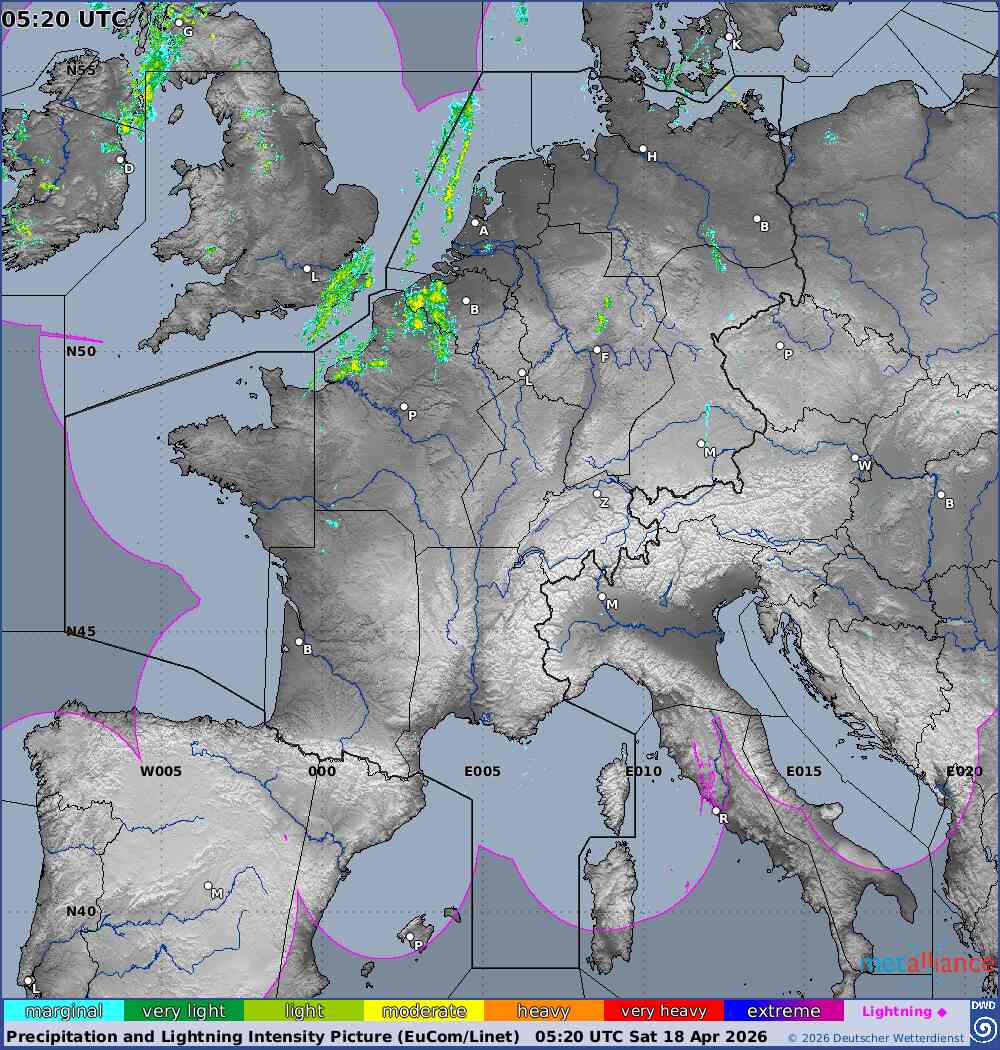 05:20 UTC
G
K
N55
D
H
A
B
L
B
N50
F
P
L
P
M
W
Z
B
M
N45
B
W005
000
E005
E010
E015
E020
R
M
N40
P
L
metalliance
marginal
very light
light
moderate
heavy
very heavy
extreme
Lightning ◆
DWD
Precipitation and Lightning Intensity Picture (EuCom/Linet) 05:20 UTC Sat 18 Apr 2026
© 2026 Deutscher Wetterdienst